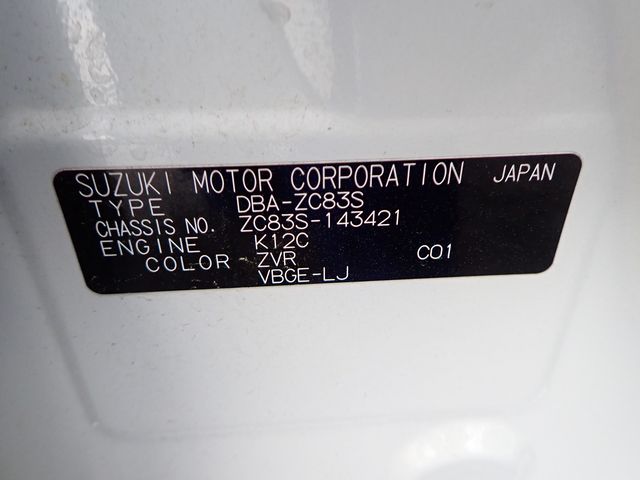 SUZUKI MOTOR CORPORATION JAPAN
TYPE DBA-ZC83S
CHASSIS NO. ZC83S-143421
ENGINE K12C
COLOR ZVR C01
VBGE-LJ